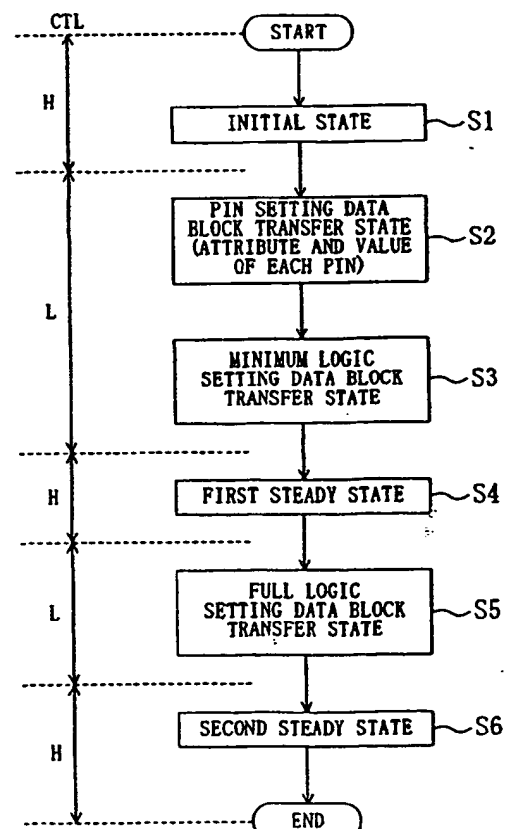 CTL
START
H
INITIAL STATE
S1
PIN SETTING DATA
BLOCK TRANSFER STATE
(ATTRIBUTE AND VALUE
OF EACH PIN)
S2
L
MINIMUM LOGIC
SETTING DATA BLOCK
TRANSFER STATE
S3
H
FIRST STEADY STATE
S4
L
FULL LOGIC
SETTING DATA BLOCK
TRANSFER STATE
S5
H
SECOND STEADY STATE
S6
END